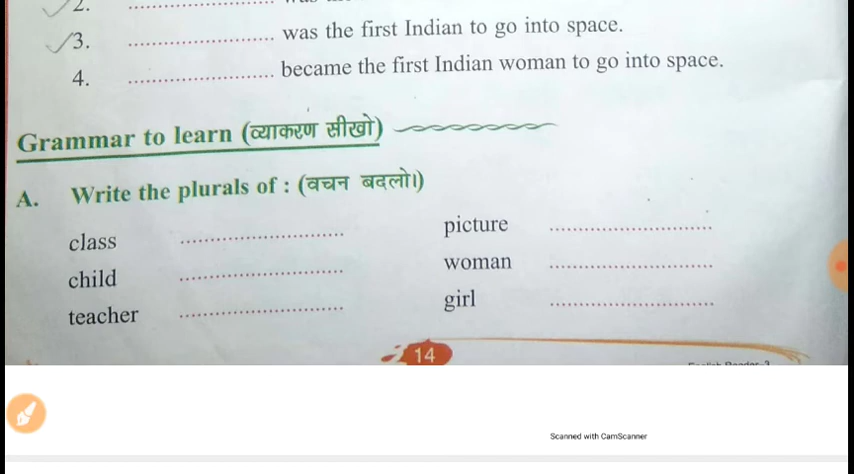 2.
3. ........................ was the first Indian to go into space.
4. ........................ became the first Indian woman to go into space.
Grammar to learn (व्याकरण सीखो)
A. Write the plurals of : (वचन बदलो।)
class ........................ picture ........................
child ........................ woman ........................
teacher ........................ girl ........................
14
Scanned with CamScanner